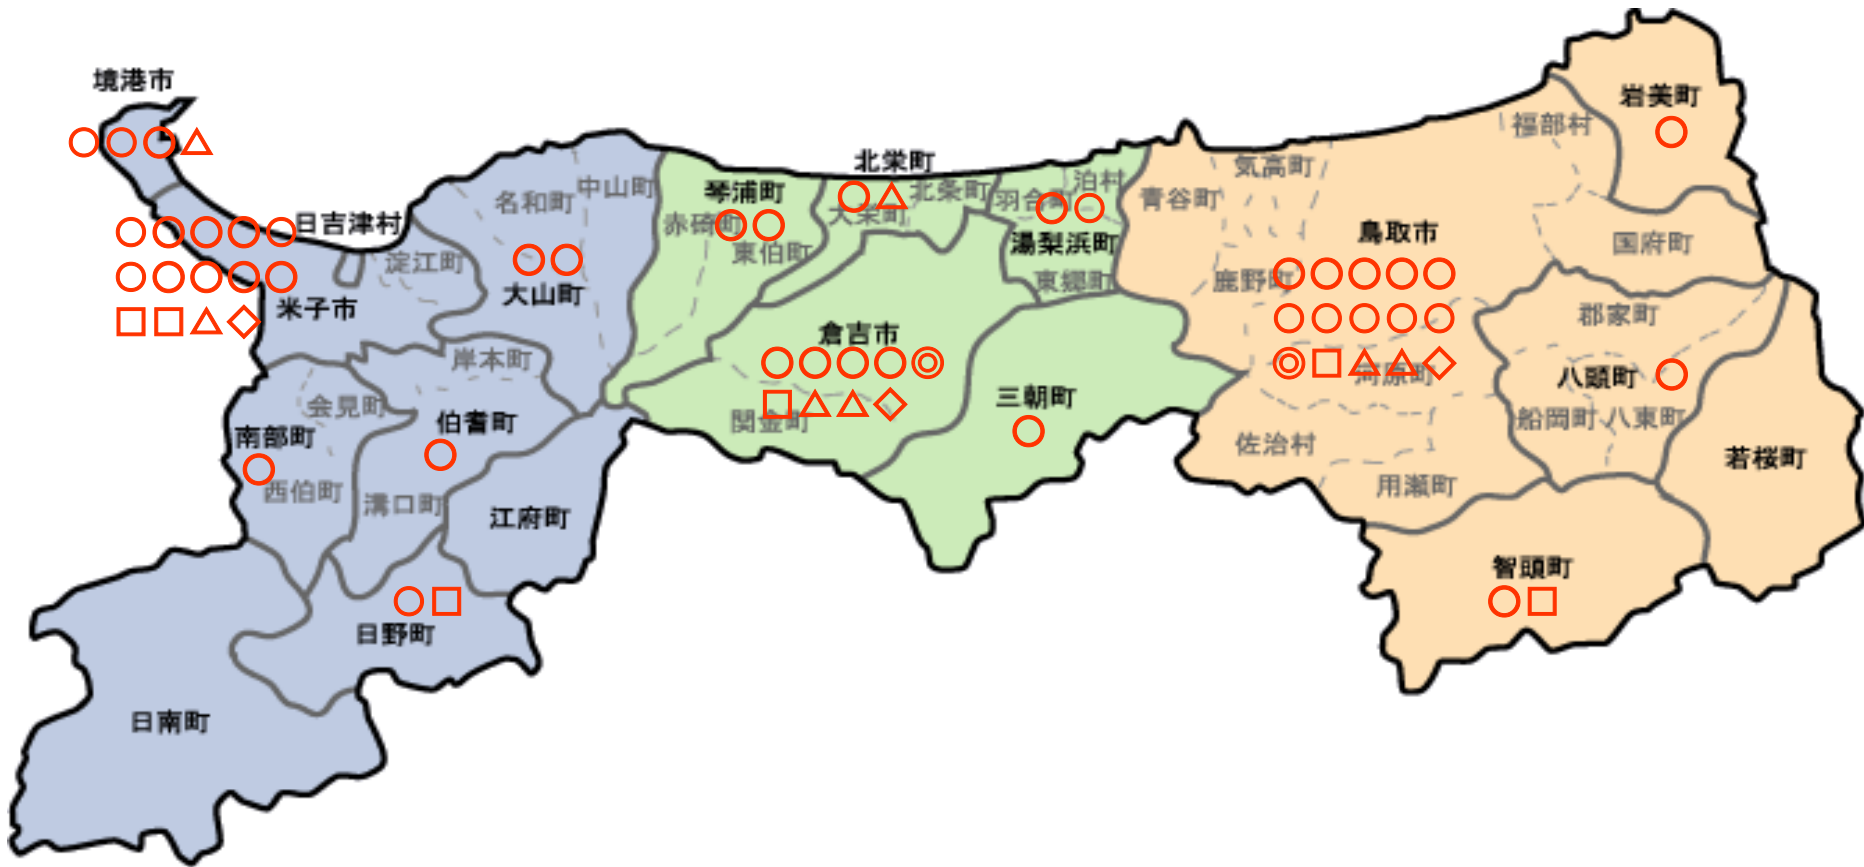 境港市
岩美町
福部村
北栄町
気高町
琴浦町
北条町
泊村
中山町
名和町
羽合町
青谷町
日吉津村
赤碕町
大栄町
鳥取市
東伯町
湯梨浜町
国府町
淀江町
東郷町
鹿野町
大山町
米子市
郡家町
倉吉市
岸本町
河原町
八頭町
三朝町
会見町
伯耆町
関金町
船岡町
八東町
南部町
佐治村
若桜町
西伯町
溝口町
用瀬町
江府町
智頭町
日野町
日南町